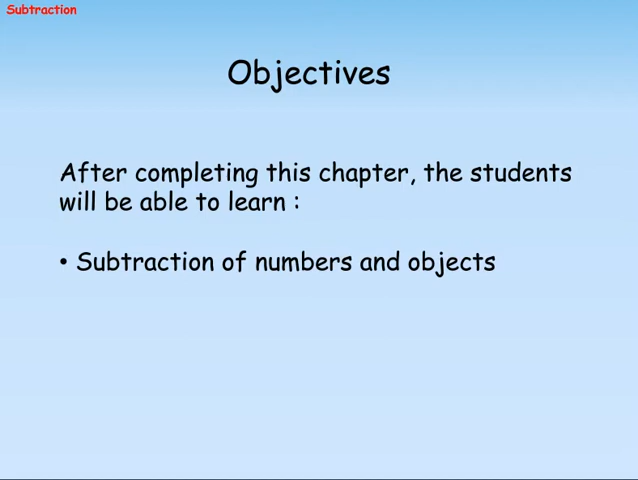 Subtraction
Objectives
After completing this chapter, the students
will be able to learn :
• Subtraction of numbers and objects